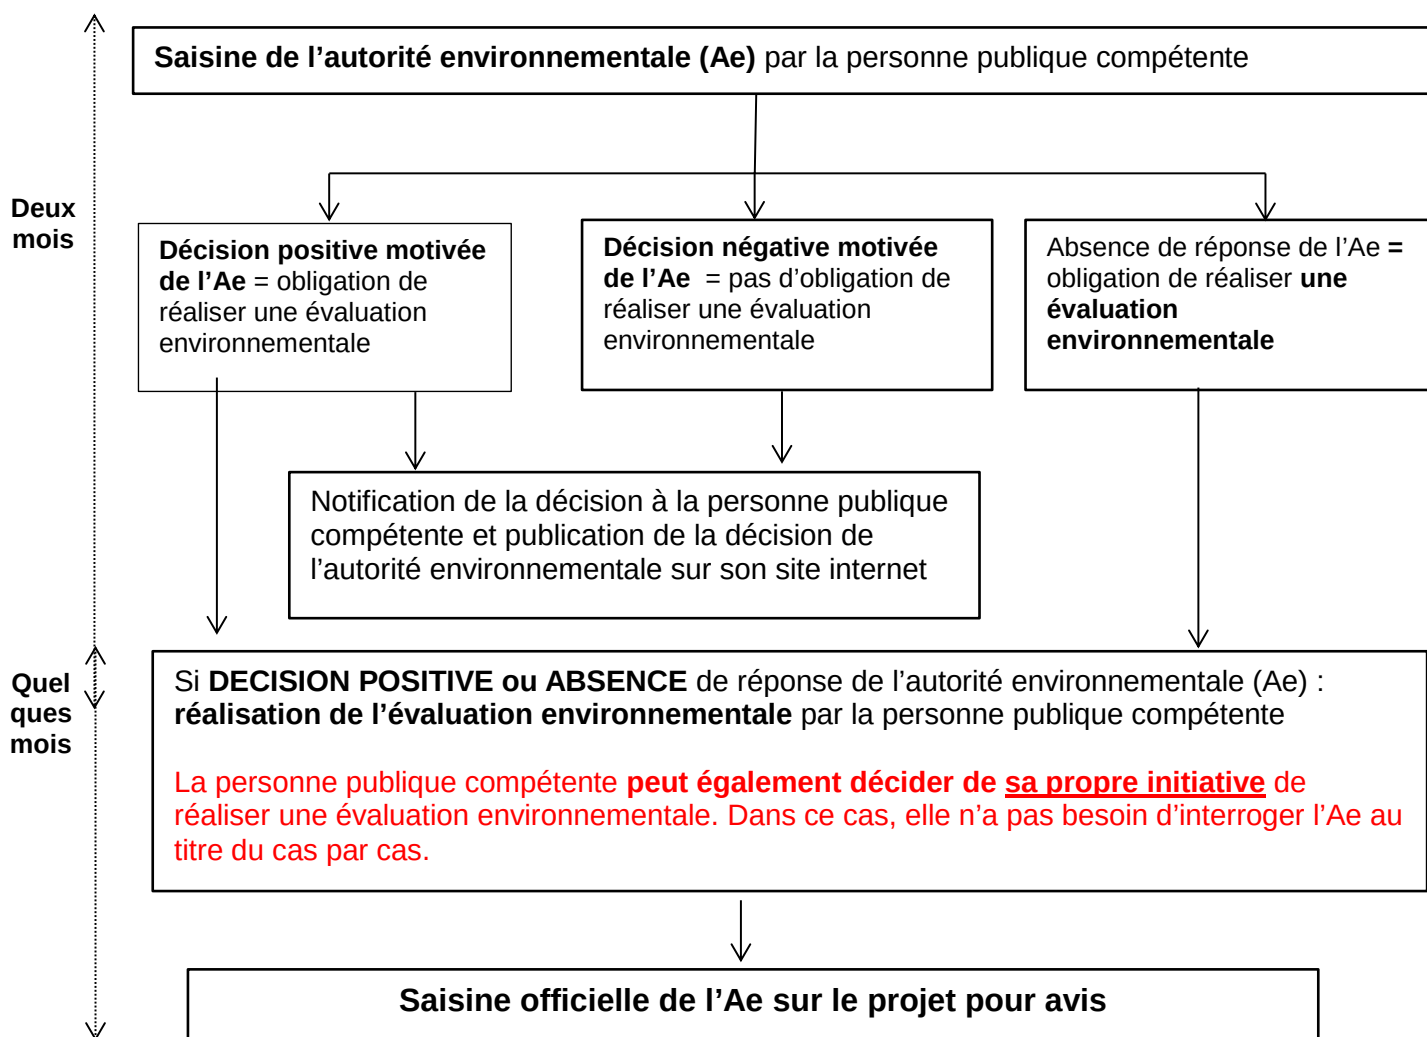 Saisine de l’autorité environnementale (Ae) par la personne publique compétente
Deux
mois
Décision positive motivée
de l’Ae = obligation de
réaliser une évaluation
environnementale
Décision négative motivée
de l’Ae  = pas d’obligation de
réaliser une évaluation
environnementale
Absence de réponse de l’Ae =
obligation de réaliser une
évaluation
environnementale
Notification de la décision à la personne publique
compétente et publication de la décision de
l’autorité environnementale sur son site internet
Quel
ques
mois
Si DECISION POSITIVE ou ABSENCE de réponse de l’autorité environnementale (Ae) :
réalisation de l’évaluation environnementale par la personne publique compétente
La personne publique compétente peut également décider de sa propre initiative de
réaliser une évaluation environnementale. Dans ce cas, elle n’a pas besoin d’interroger l’Ae au
titre du cas par cas.
Saisine officielle de l’Ae sur le projet pour avis